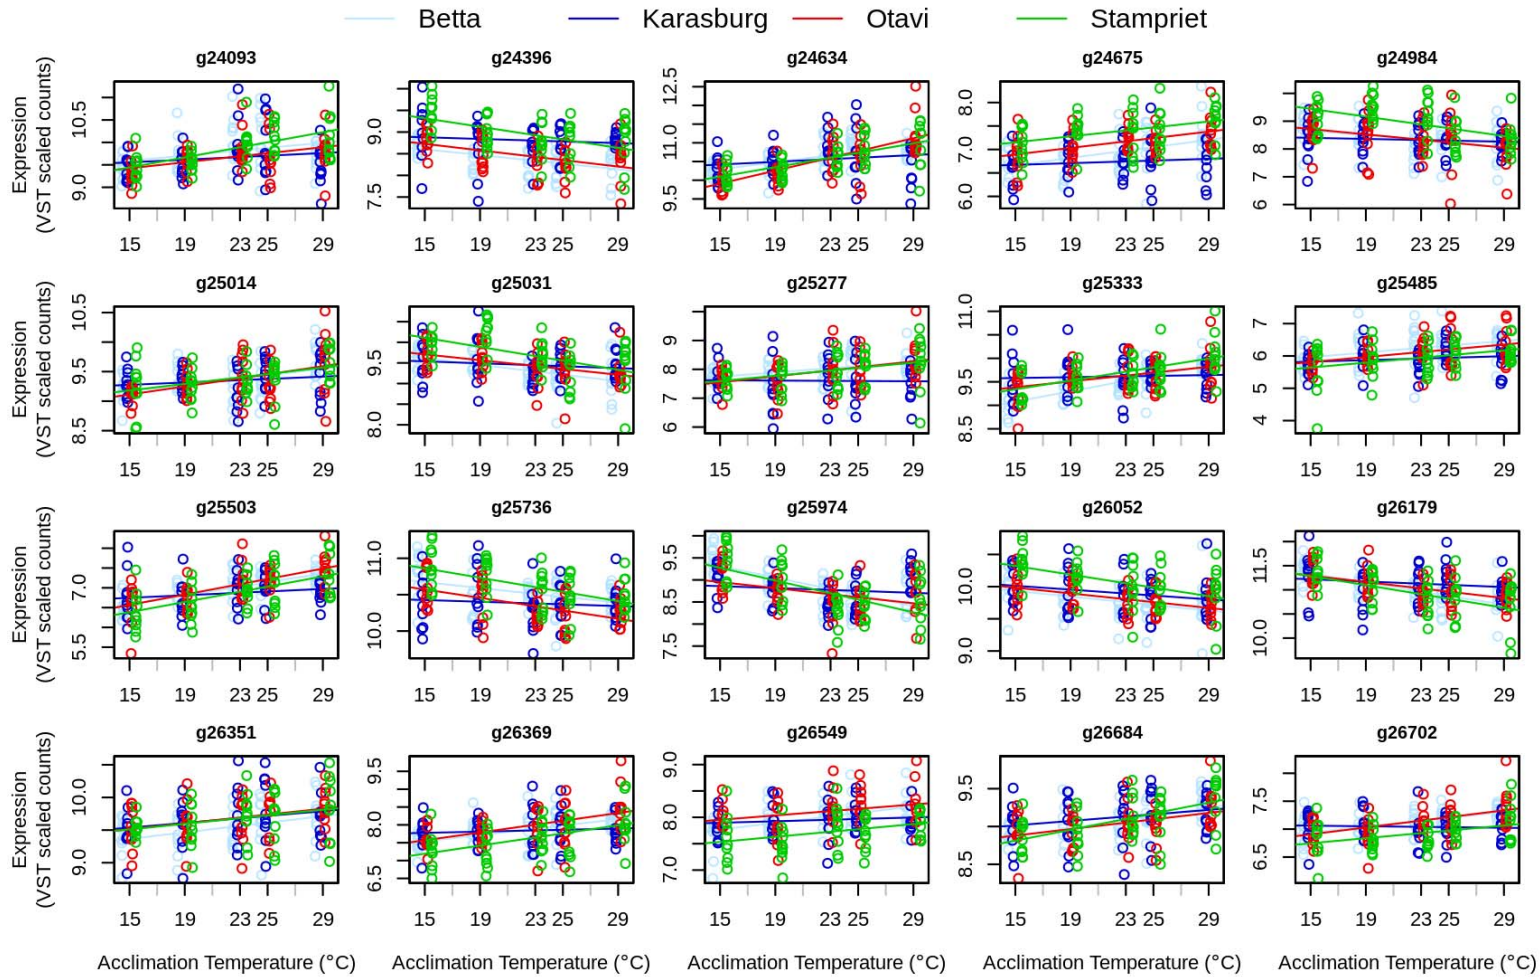 Betta Karasburg Otavi Stampriet
g24093 g24396 g24634 g24675 g24984
Expression
(VST scaled counts)
9.0 10.5
7.5 9.0
9.5 11.0 12.5
6.0 7.0 8.0
6 7 8 9
15 19 23 25 29 15 19 23 25 29 15 19 23 25 29 15 19 23 25 29 15 19 23 25 29
g25014 g25031 g25277 g25333 g25485
Expression
(VST scaled counts)
8.5 9.5 10.5
8.0 9.5
6 7 8 9
8.5 9.5 11.0
4 5 6 7
15 19 23 25 29 15 19 23 25 29 15 19 23 25 29 15 19 23 25 29 15 19 23 25 29
g25503 g25736 g25974 g26052 g26179
Expression
(VST scaled counts)
5.5 7.0
10.0 11.0
7.5 8.5 9.5
9.0 10.0
10.0 11.5
15 19 23 25 29 15 19 23 25 29 15 19 23 25 29 15 19 23 25 29 15 19 23 25 29
g26351 g26369 g26549 g26684 g26702
Expression
(VST scaled counts)
9.0 10.0
6.5 8.0 9.5
7.0 8.0 9.0
8.5 9.5
6.5 7.5
15 19 23 25 29 15 19 23 25 29 15 19 23 25 29 15 19 23 25 29 15 19 23 25 29
Acclimation Temperature (°C) Acclimation Temperature (°C) Acclimation Temperature (°C) Acclimation Temperature (°C) Acclimation Temperature (°C)